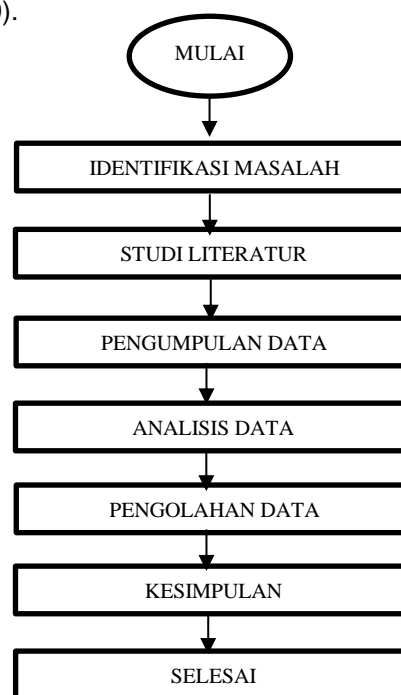 ).
MULAI
IDENTIFIKASI MASALAH
STUDI LITERATUR
PENGUMPULAN DATA
ANALISIS DATA
PENGOLAHAN DATA
KESIMPULAN
SELESAI